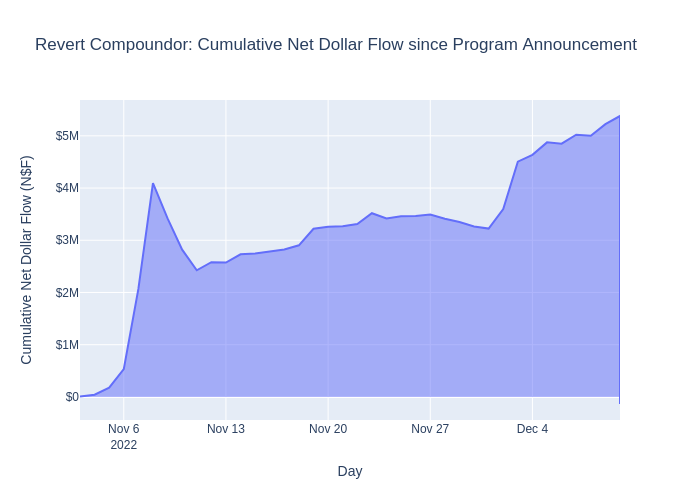 Revert Compoundor: Cumulative Net Dollar Flow since Program Announcement
Cumulative Net Dollar Flow (N$F)
$5M
$4M
$3M
$2M
$1M
$0
Nov 6
2022
Nov 13
Nov 20
Nov 27
Dec 4
Day